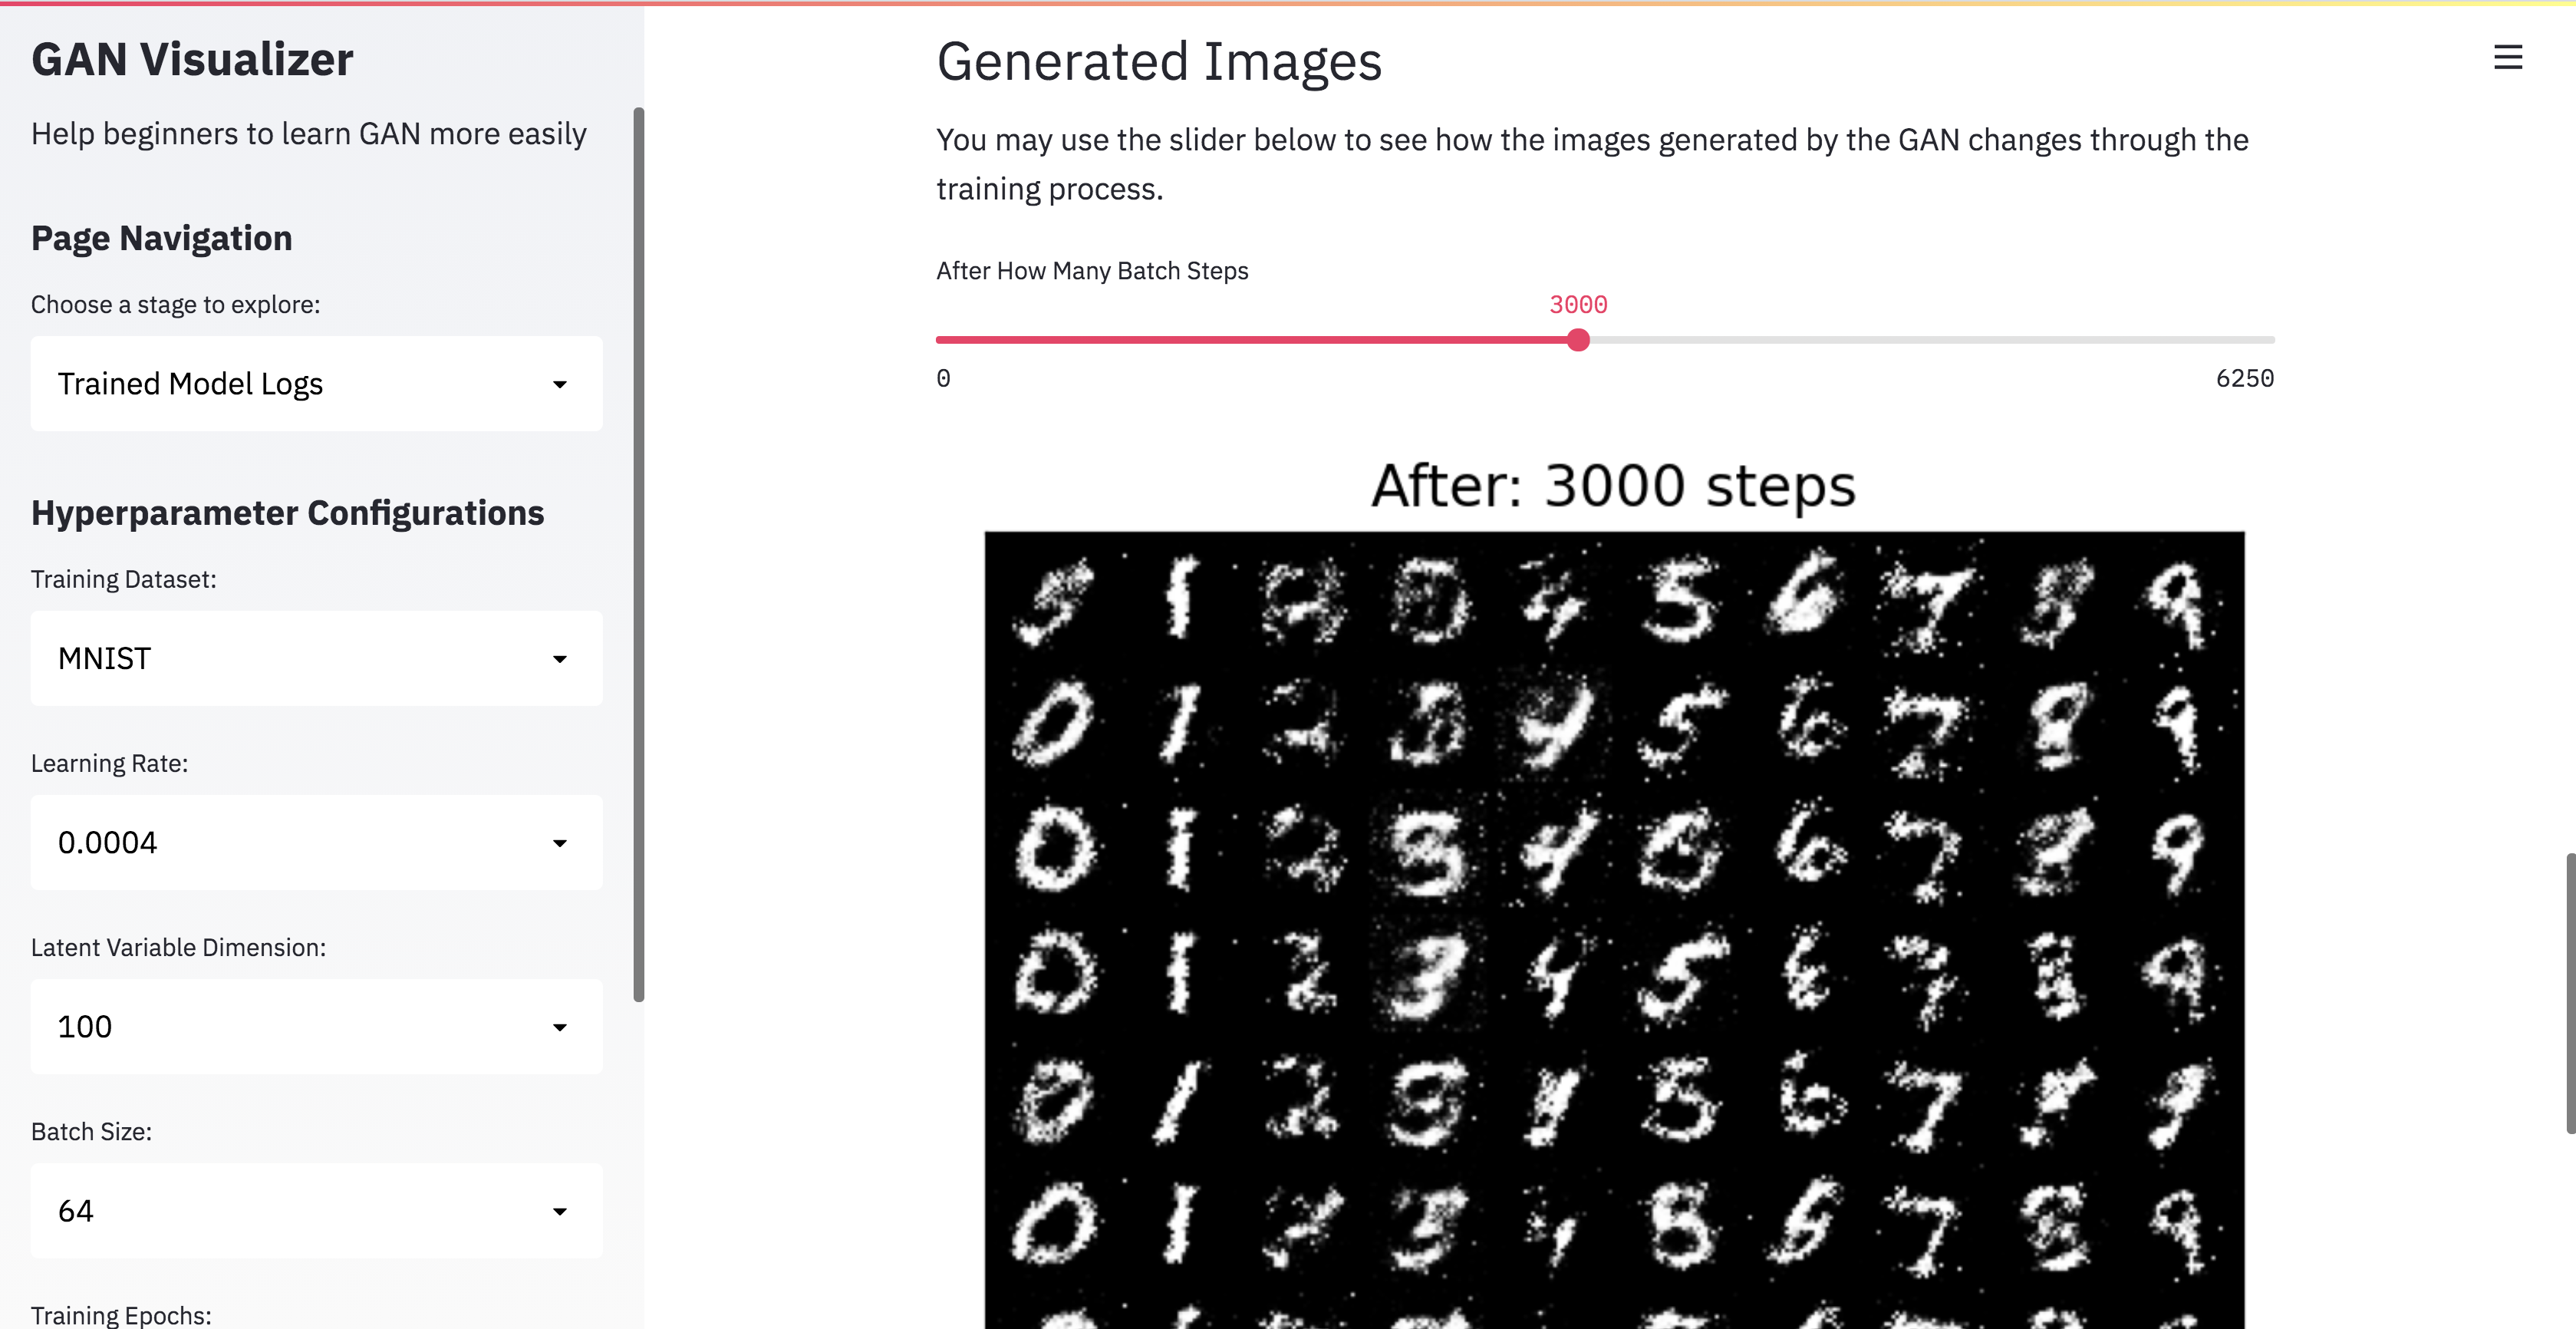 GAN Visualizer
Help beginners to learn GAN more easily
Page Navigation
Choose a stage to explore:
Trained Model Logs
Hyperparameter Configurations
Training Dataset:
MNIST
Learning Rate:
0.0004
Latent Variable Dimension:
100
Batch Size:
64
Training Epochs:
Generated Images
You may use the slider below to see how the images generated by the GAN changes through the
training process.
After How Many Batch Steps
3000
0
6250
After: 3000 steps